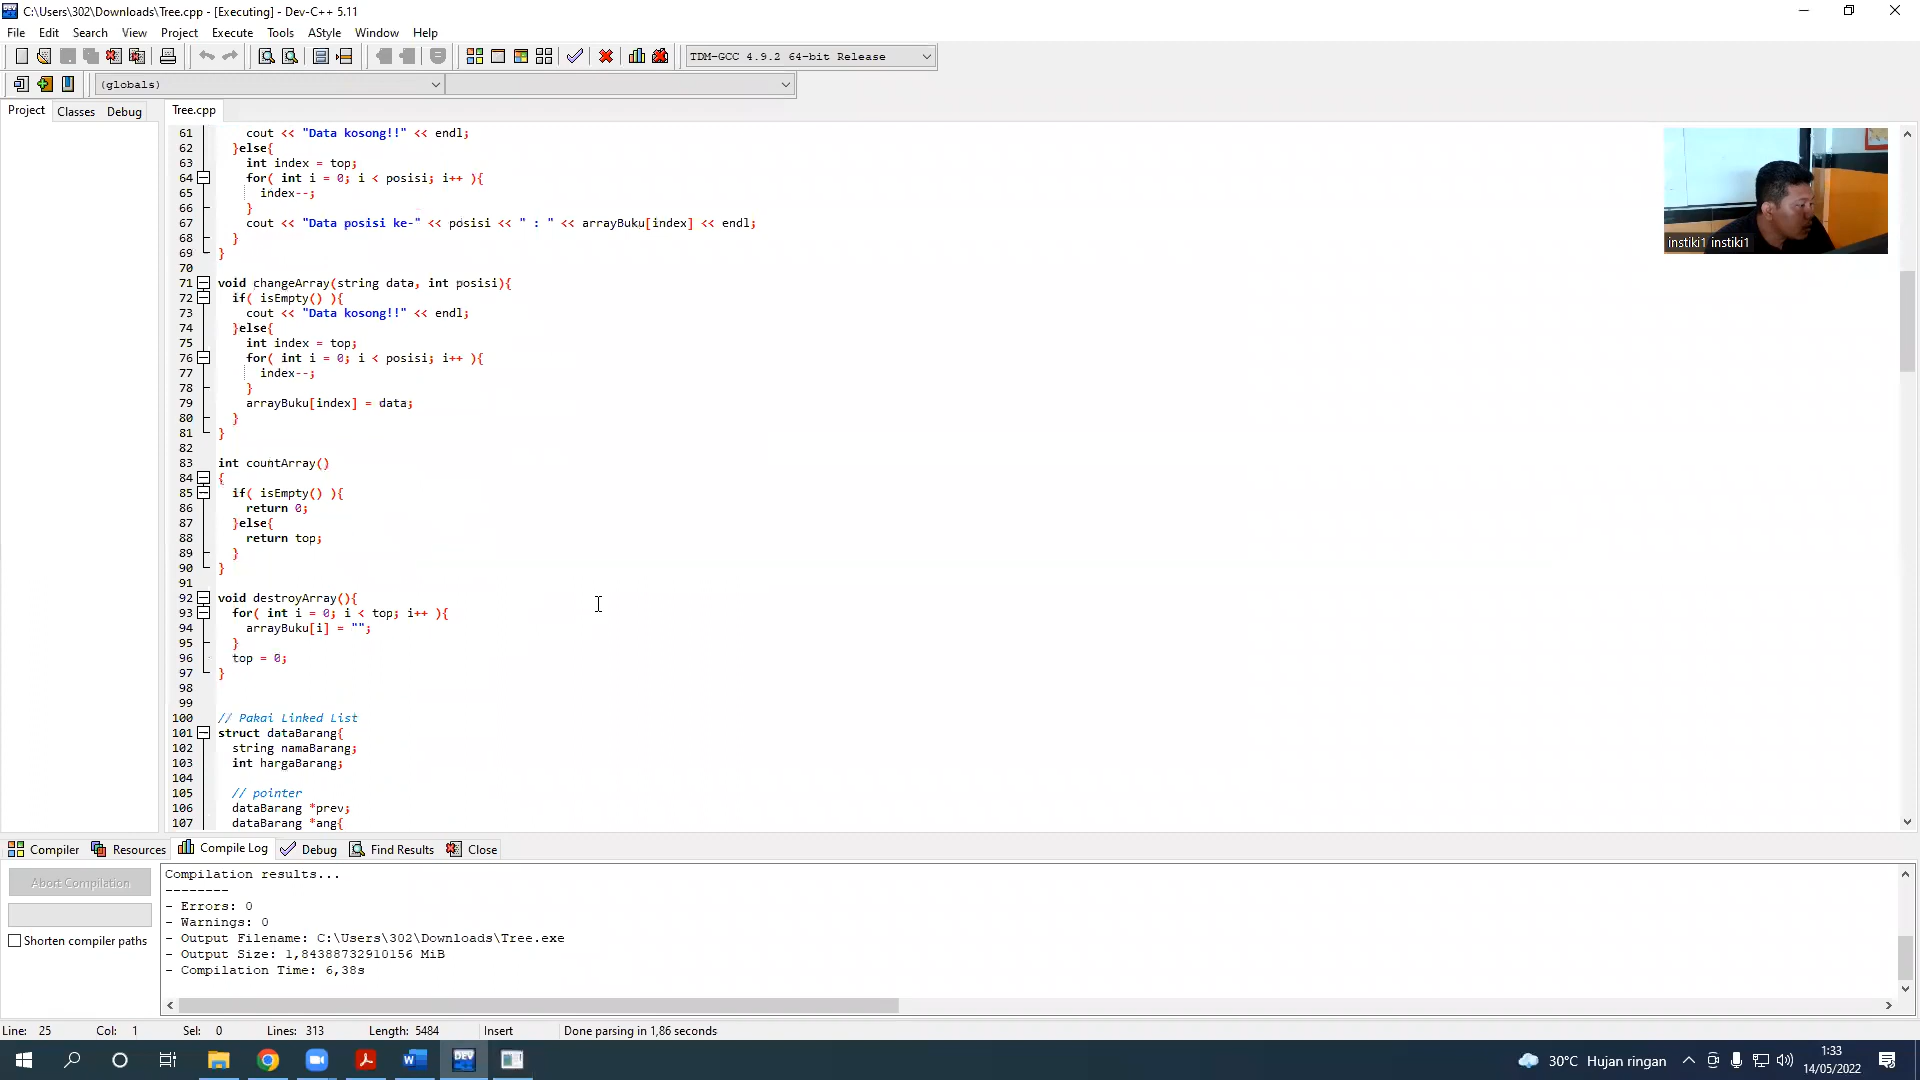 C:\Users\302\Downloads\Tree.cpp - [Executing] - Dev-C++ 5.11
File Edit Search View Project Execute Tools AStyle Window Help
TDM-GCC 4.9.2 64-bit Release
(globals)
Project Classes Debug
Tree.cpp
61 cout << "Data kosong!!" << endl;
62 }else{
63 int index = top;
64 for( int i = 0; i < posisi; i++ ){
65 index--;
66 }
67 cout << "Data posisi ke-" << posisi << " : " << arrayBuku[index] << endl;
68 }
69 }
70
71 void changeArray(string data, int posisi){
72 if( isEmpty() ){
73 cout << "Data kosong!!" << endl;
74 }else{
75 int index = top;
76 for( int i = 0; i < posisi; i++ ){
77 index--;
78 }
79 arrayBuku[index] = data;
80 }
81 }
82
83 int countArray()
84 {
85 if( isEmpty() ){
86 return 0;
87 }else{
88 return top;
89 }
90 }
91
92 void destroyArray(){
93 for( int i = 0; i < top; i++ ){
94 arrayBuku[i] = "";
95 }
96 top = 0;
97 }
98
99
100 // Pakai Linked List
101 struct dataBarang{
102 string namaBarang;
103 int hargaBarang;
104
105 // pointer
106 dataBarang *prev;
107 dataBarang *ang{
instiki1 instiki1
Compiler Resources Compile Log Debug Find Results Close
Abort Compilation
Shorten compiler paths
Compilation results...
--------
- Errors: 0
- Warnings: 0
- Output Filename: C:\Users\302\Downloads\Tree.exe
- Output Size: 1,84388732910156 MiB
- Compilation Time: 6,38s
Line: 25 Col: 1 Sel: 0 Lines: 313 Length: 5484 Insert Done parsing in 1,86 seconds
DEV
30°C Hujan ringan
1:33
14/05/2022